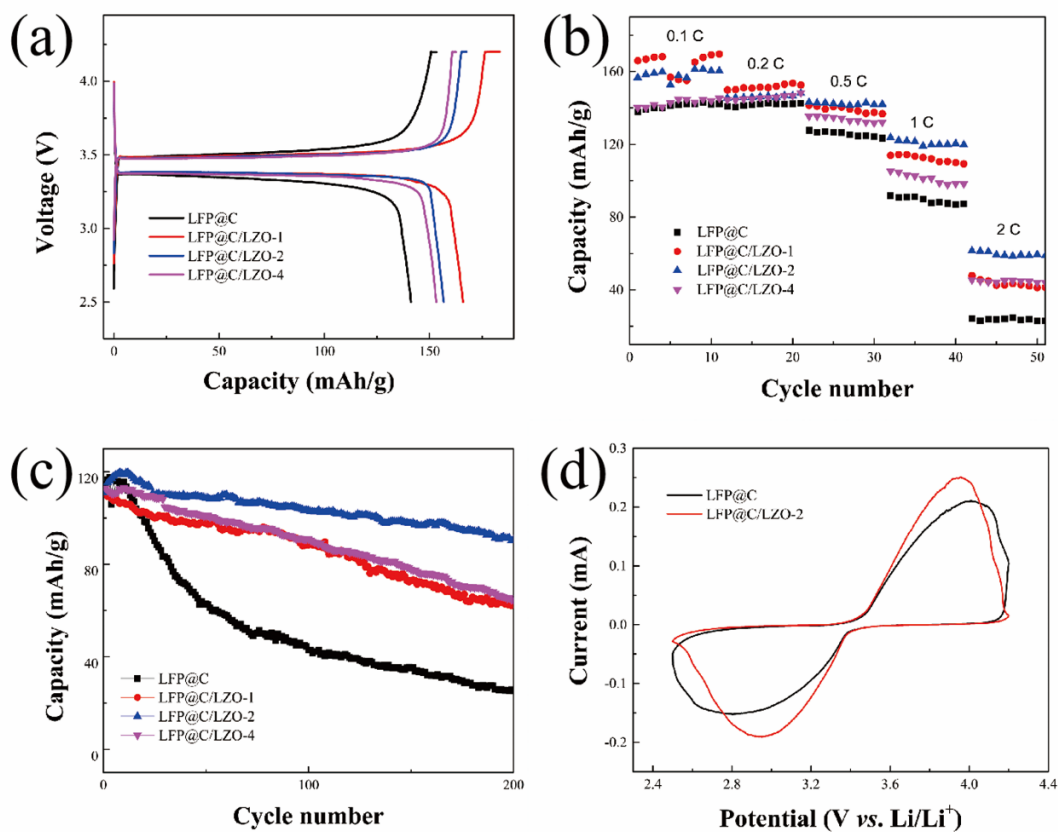 (a)
Voltage (V)
4.0
3.5
3.0
2.5
LFP@C
LFP@C/LZO-1
LFP@C/LZO-2
LFP@C/LZO-4
0
50
100
150
Capacity (mAh/g)
(b)
Capacity (mAh/g)
160
120
80
40
0.1 C
0.2 C
0.5 C
1 C
2 C
LFP@C
LFP@C/LZO-1
LFP@C/LZO-2
LFP@C/LZO-4
0
10
20
30
40
50
Cycle number
(c)
Capacity (mAh/g)
120
80
40
0
LFP@C
LFP@C/LZO-1
LFP@C/LZO-2
LFP@C/LZO-4
0
100
200
Cycle number
(d)
Current (mA)
0.3
0.2
0.1
0.0
-0.1
-0.2
LFP@C
LFP@C/LZO-2
2.4
2.8
3.2
3.6
4.0
4.4
Potential (V vs. Li/Li⁺)